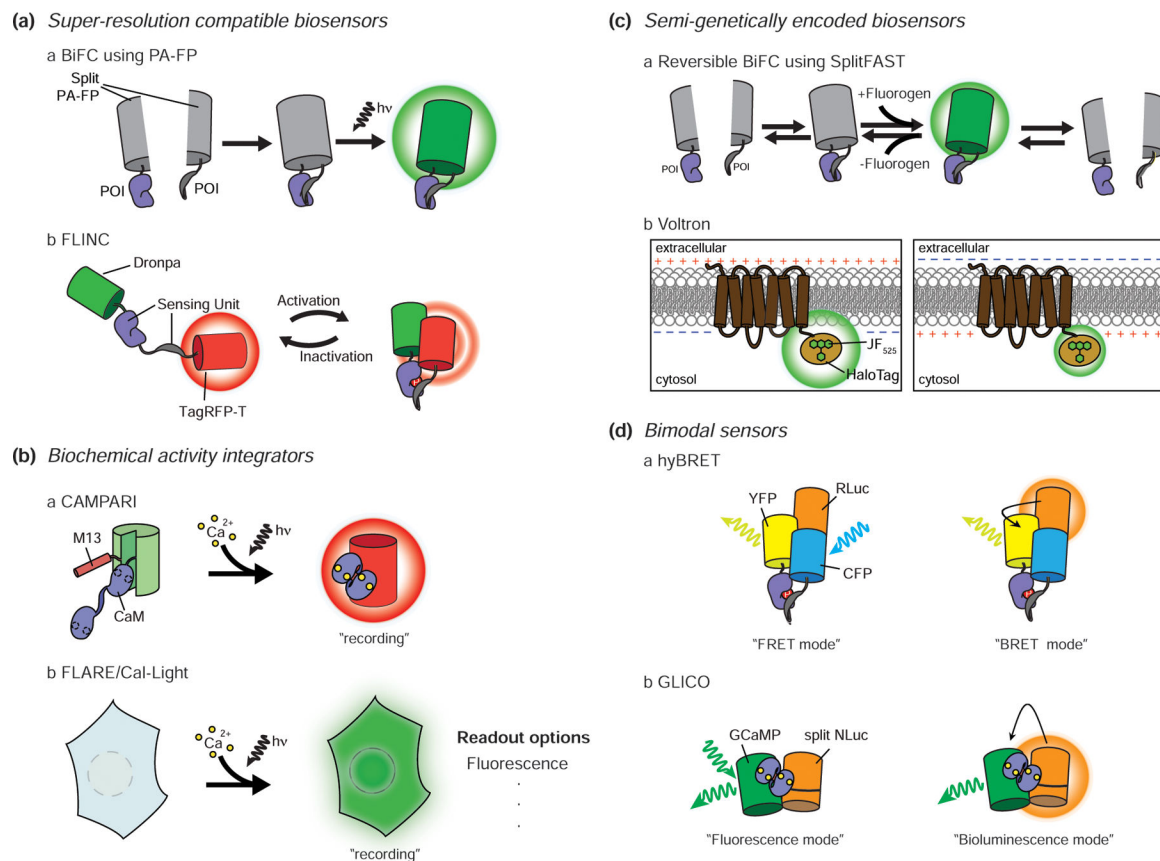 (a) Super-resolution compatible biosensors
a BiFC using PA-FP
Split
PA-FP
hν
POI
POI
b FLINC
Dronpa
Sensing Unit
Activation
Inactivation
TagRFP-T
(b) Biochemical activity integrators
a CAMPARI
M13
Ca2+
hν
CaM
"recording"
b FLARE/Cal-Light
Ca2+
hν
Readout options
Fluorescence
.
.
.
"recording"
(c) Semi-genetically encoded biosensors
a Reversible BiFC using SplitFAST
+Fluorogen
-Fluorogen
POI
POI
POI
POI
b Voltron
extracellular
+ + + + + + + + + + + + + + + + + + +
JF525
HaloTag
cytosol
extracellular
+ + + +
cytosol
(d) Bimodal sensors
a hyBRET
YFP
RLuc
CFP
"FRET mode"
"BRET mode"
b GLICO
GCaMP
split NLuc
"Fluorescence mode"
"Bioluminescence mode"